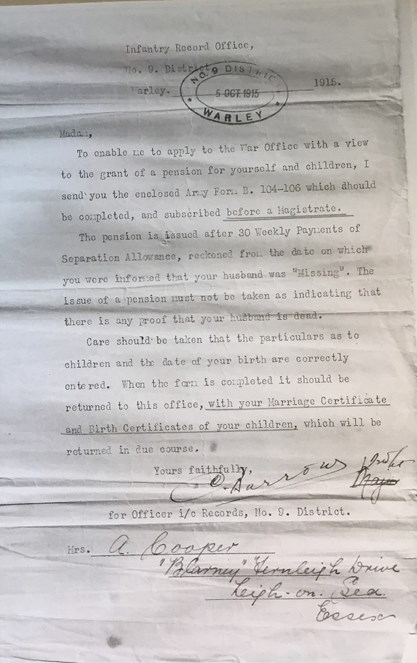 Infantry Record Office,
No. 9. District
Warley. 1915.
NO. 9 DISTRIC
5 OCT 1915
WARLEY
Madam,
To enable me to apply to the War Office with a view
to the grant of a pension for yourself and children, I
send you the enclosed Army Form B. 104-106 which dhould
be completed, and subscribed before a Magistrate.
The pension is issued after 30 Weekly Payments of
Separation Allowance, reckoned from the date on which
you were informed that your husband was "Missing". The
issue of a pension must not be taken as indicating that
there is any proof that your husband is dead.
Care should be taken that the particulars as to
children and the date of your birth are correctly
entered. When the form is completed it should be
returned to this office, with your Marriage Certificate
and Birth Certificates of your children, which will be
returned in due course.
Yours faithfully,
C. Barrow Major
for Officer i/c Records, No. 9. District.
Mrs. A. Cooper
"Blarney" Fernleigh Drive
Leigh-on-Sea
Essex